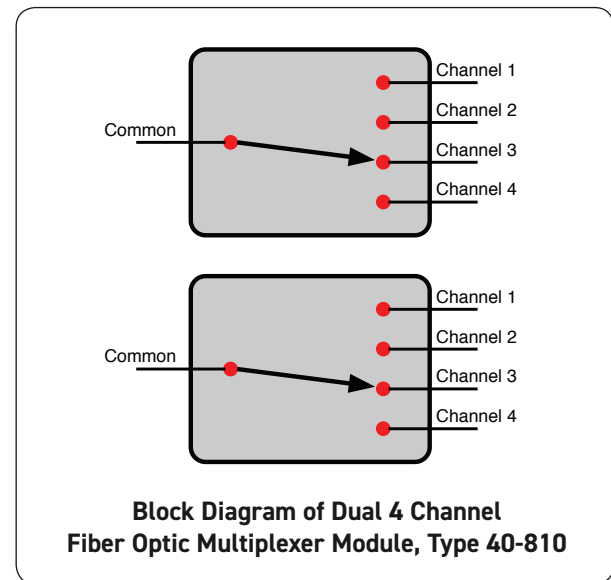 Channel 1
Channel 2
Common
Channel 3
Channel 4
Channel 1
Channel 2
Common
Channel 3
Channel 4
Block Diagram of Dual 4 Channel
Fiber Optic Multiplexer Module, Type 40-810